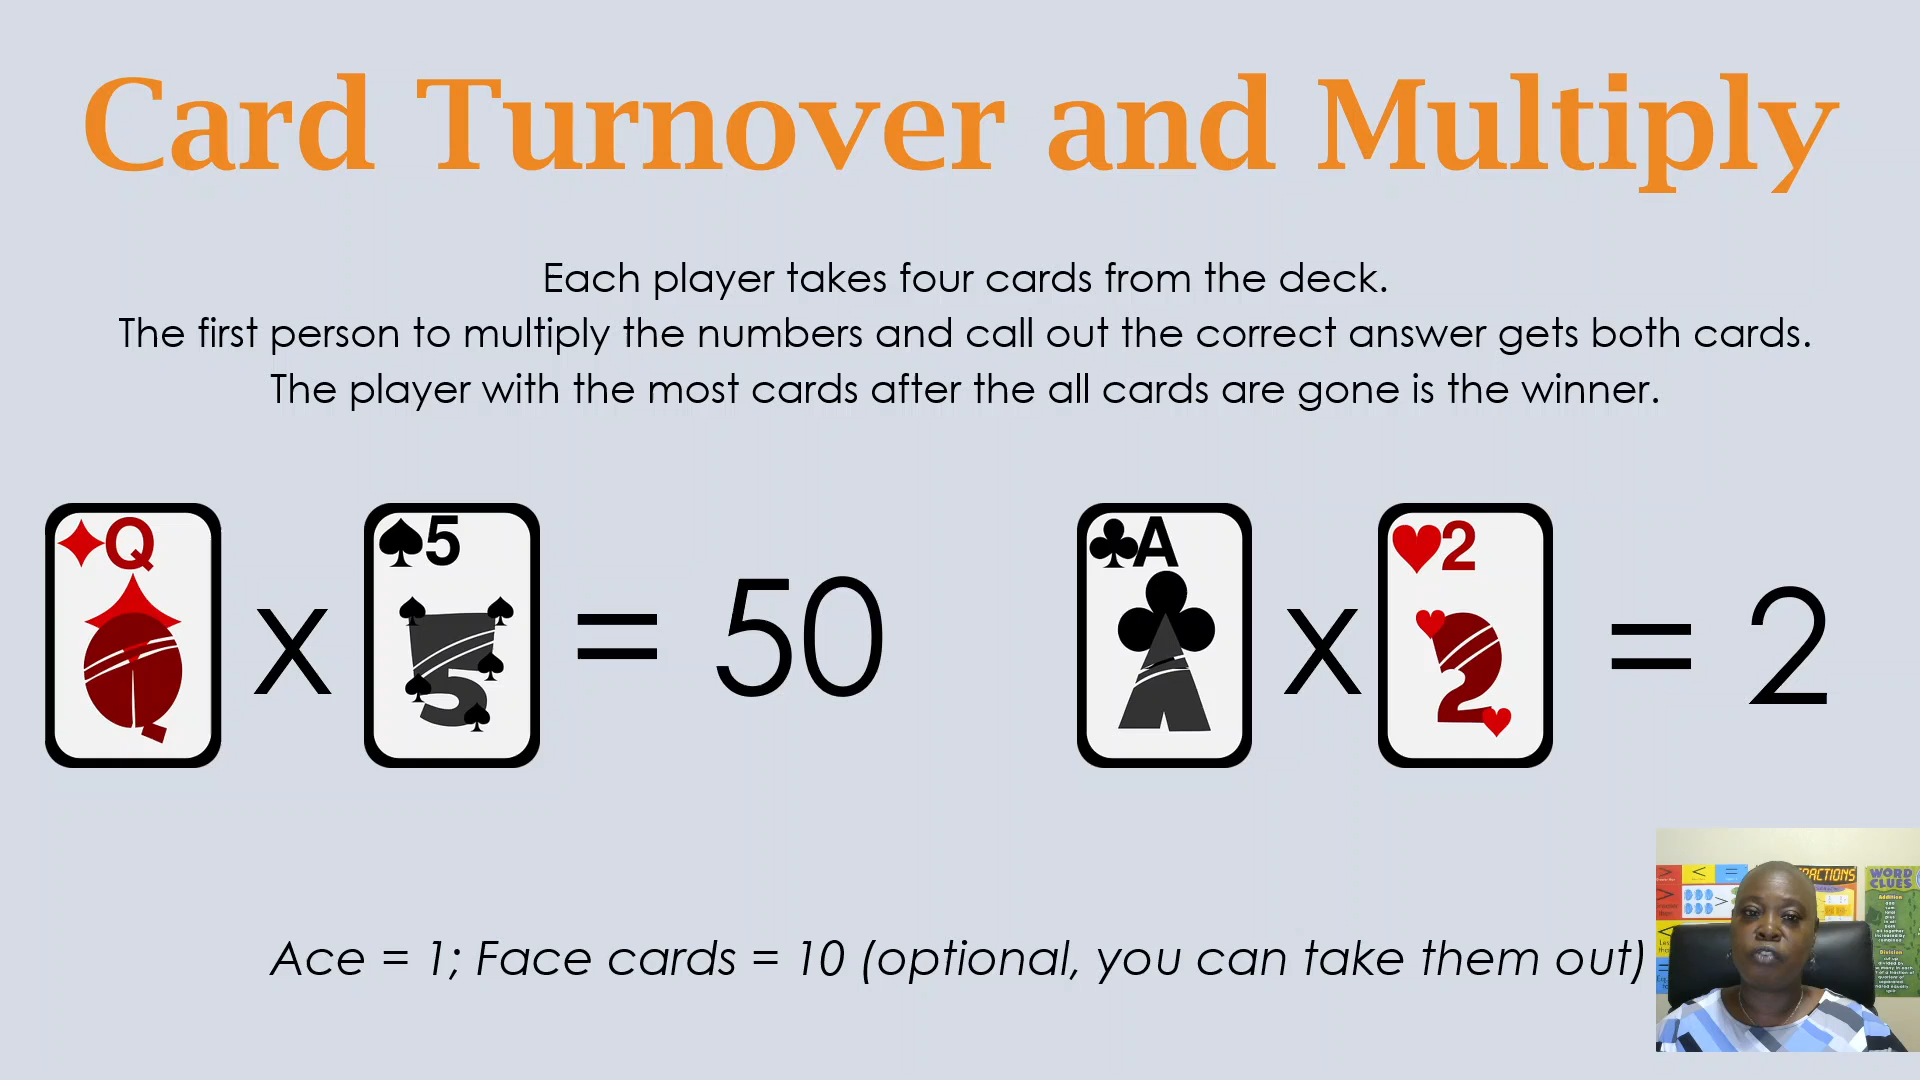 Card Turnover and Multiply
Each player takes four cards from the deck.
The first person to multiply the numbers and call out the correct answer gets both cards.
The player with the most cards after the all cards are gone is the winner.
Q x 5 = 50
A x 2 = 2
Ace = 1; Face cards = 10 (optional, you can take them out)
WORD
CLUES
Addition
Division